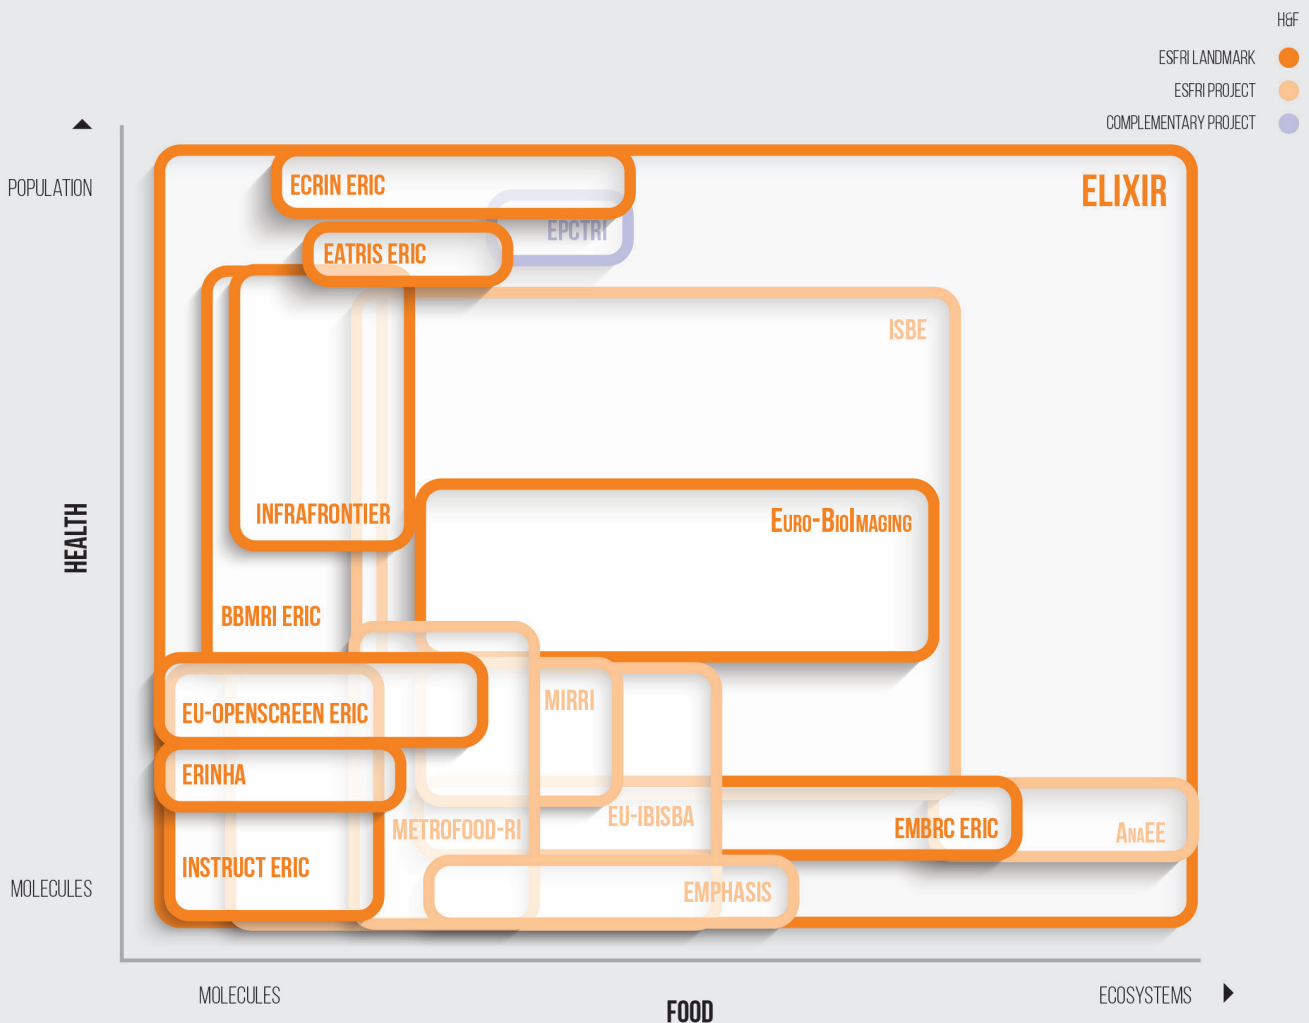 H&F
ESFRI LANDMARK
ESFRI PROJECT
COMPLEMENTARY PROJECT
POPULATION
ECRIN ERIC
ELIXIR
EPCTRI
EATRIS ERIC
ISBE
INFRAFRONTIER
EURO-BIOIMAGING
HEALTH
BBMRI ERIC
MIRRI
EU-OPENSCREEN ERIC
ERINHA
EU-IBISBA
METROFOOD-RI
EMBRC ERIC
ANAEE
INSTRUCT ERIC
MOLECULES
EMPHASIS
MOLECULES
ECOSYSTEMS
FOOD